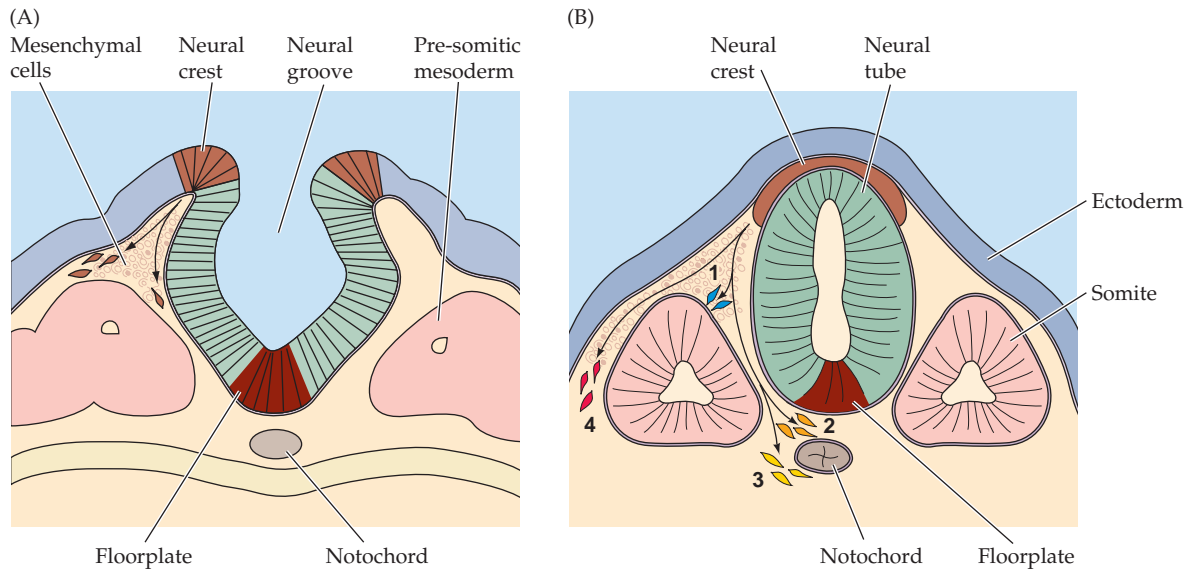 (A)
Mesenchymal
cells
Neural
crest
Neural
groove
Pre-somitic
mesoderm
Floorplate
Notochord
(B)
Neural
crest
Neural
tube
Ectoderm
Somite
1
2
3
4
Notochord
Floorplate